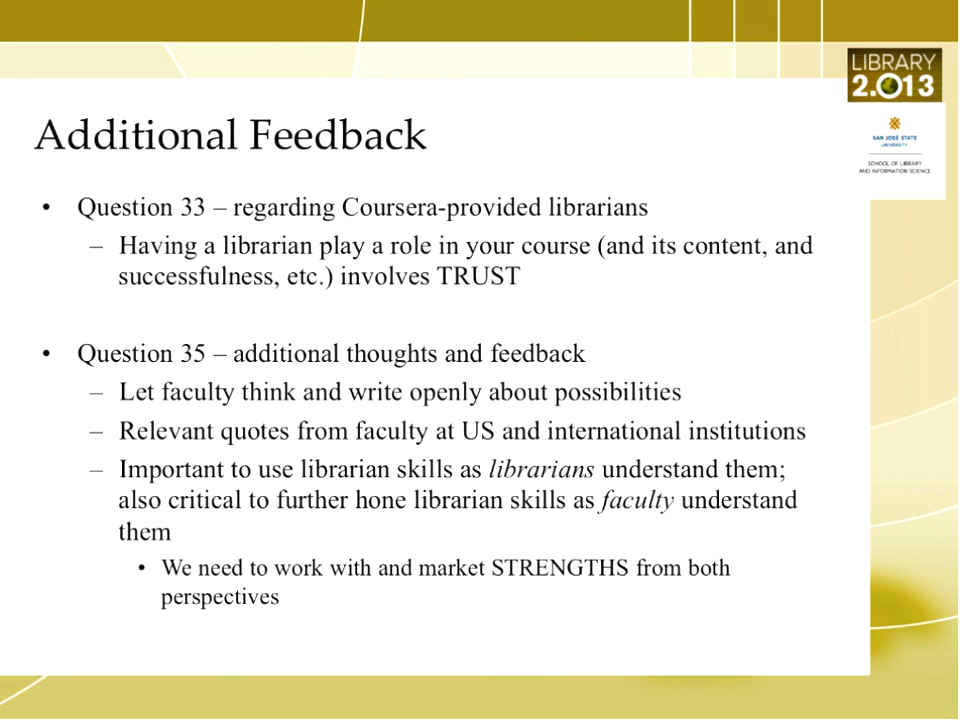 LIBRARY
2.013
SAN JOSÉ STATE
UNIVERSITY
SCHOOL OF LIBRARY
AND INFORMATION SCIENCE
Additional Feedback
• Question 33 – regarding Coursera-provided librarians
– Having a librarian play a role in your course (and its content, and
successfulness, etc.) involves TRUST
• Question 35 – additional thoughts and feedback
– Let faculty think and write openly about possibilities
– Relevant quotes from faculty at US and international institutions
– Important to use librarian skills as librarians understand them;
also critical to further hone librarian skills as faculty understand
them
• We need to work with and market STRENGTHS from both
perspectives